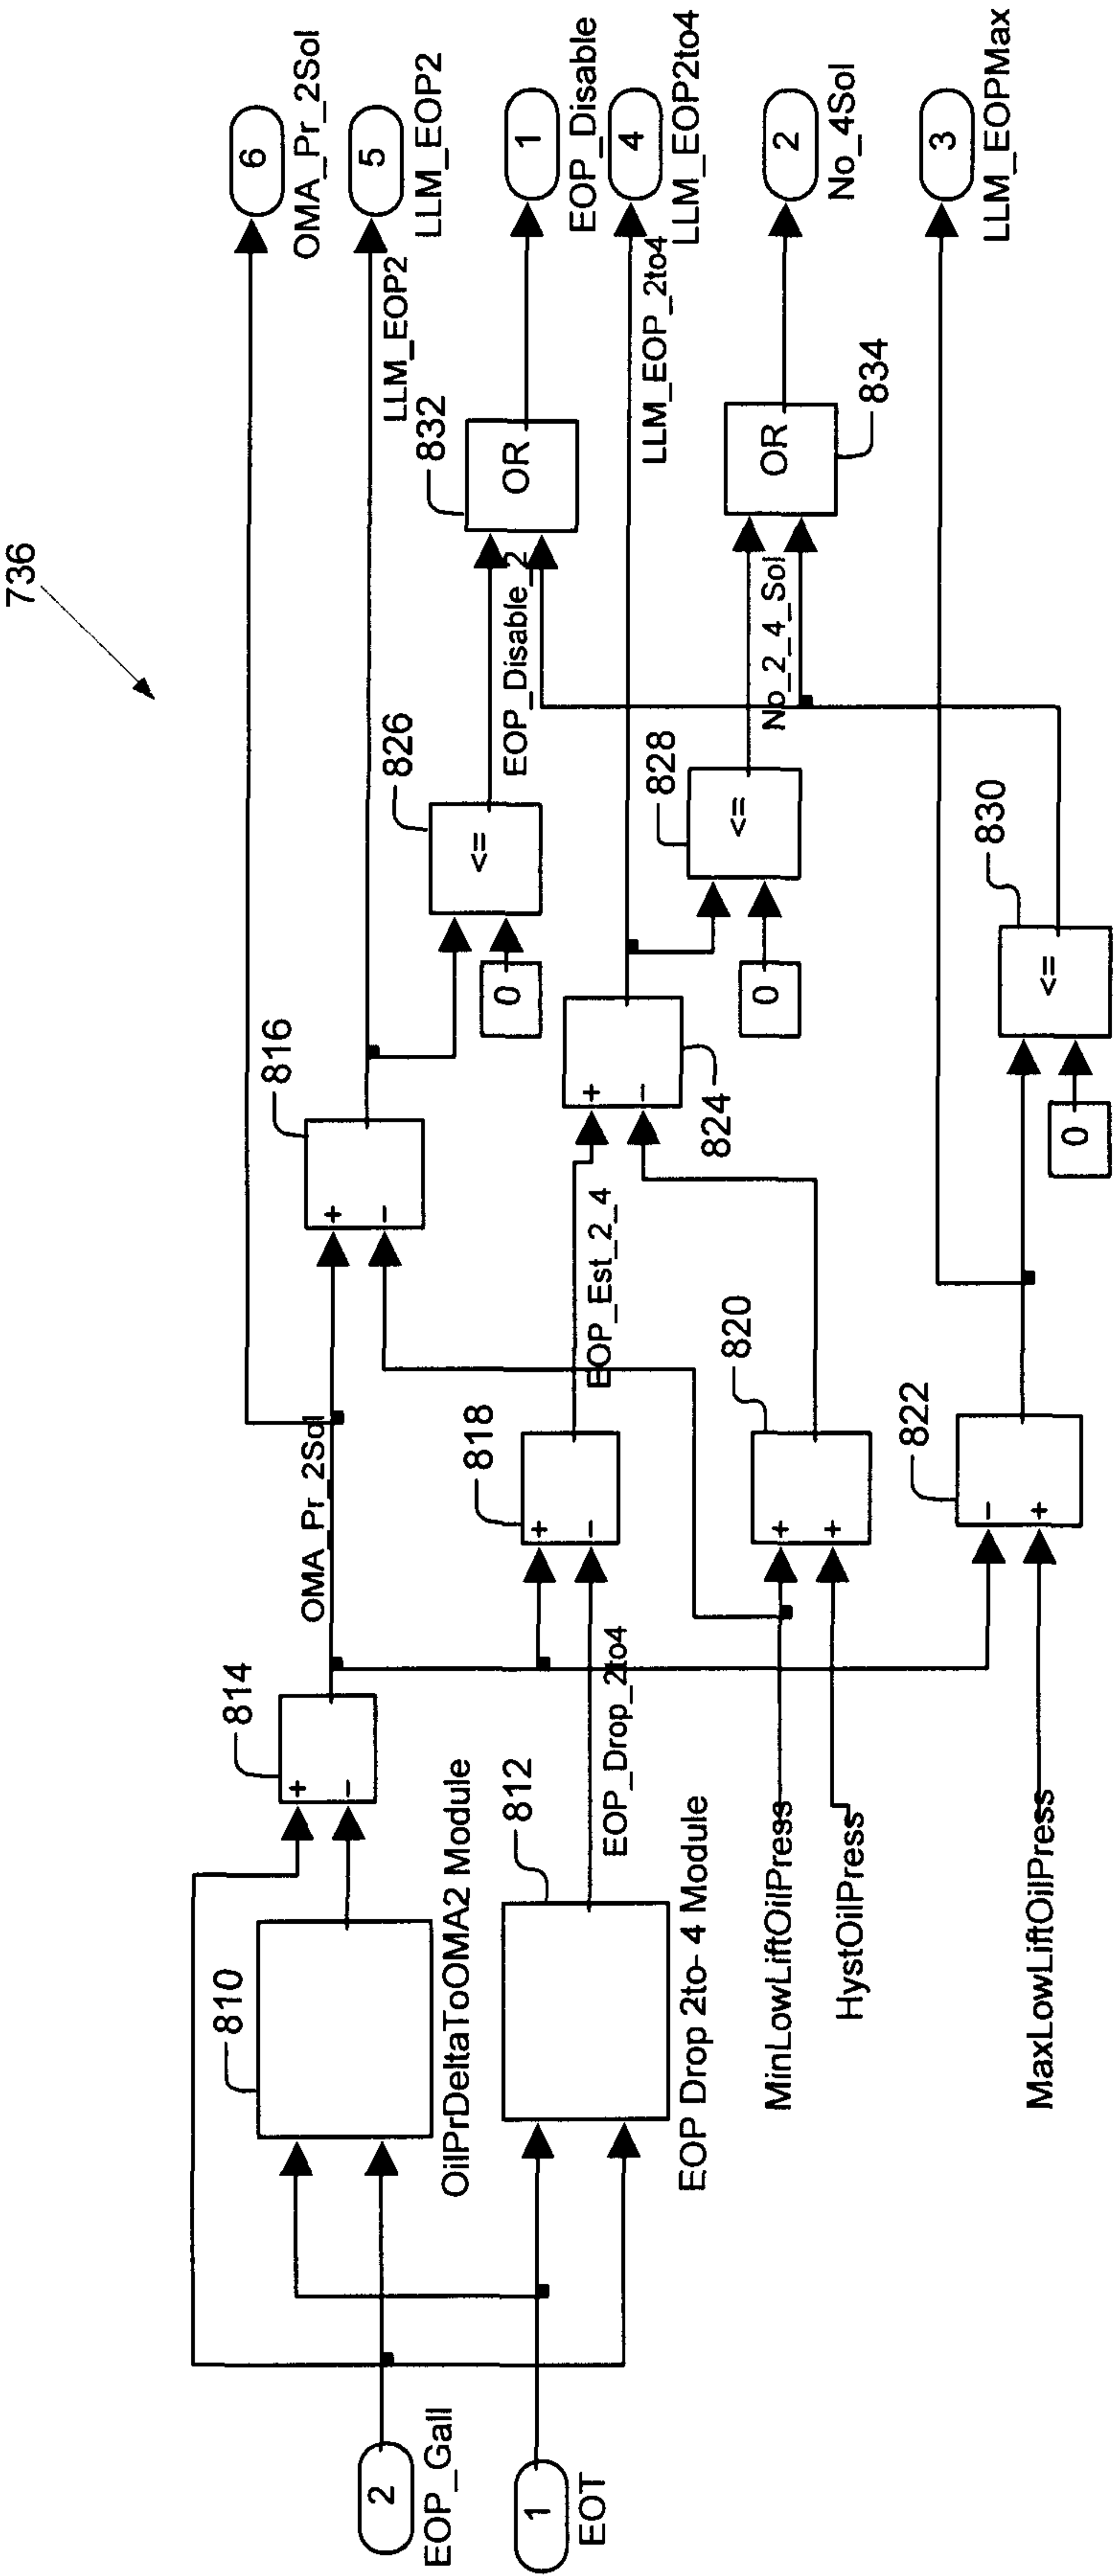 736
6
OMA_Pr_2Sol
5
LLM_EOP2
LLM_EOP2
1
EOP_Disable
4
LLM_EOP2to4
LLM_EOP_2to4
2
No_4Sol
3
LLM_EOPMax
832
OR
EOP_Disable_2
834
OR
No_2_4_Sol
826
<=
0
828
<=
0
830
<=
0
816
+
–
824
+
–
EOP_Est_2_4
OMA_Pr_2Sol
818
+
–
820
+
+
822
–
+
814
+
–
EOP_Drop_2to4
810
OilPrDeltaToOMA2 Module
812
EOP Drop 2to- 4 Module
MinLowLiftOilPress
HystOilPress
MaxLowLiftOilPress
2
EOP_Gall
1
EOT